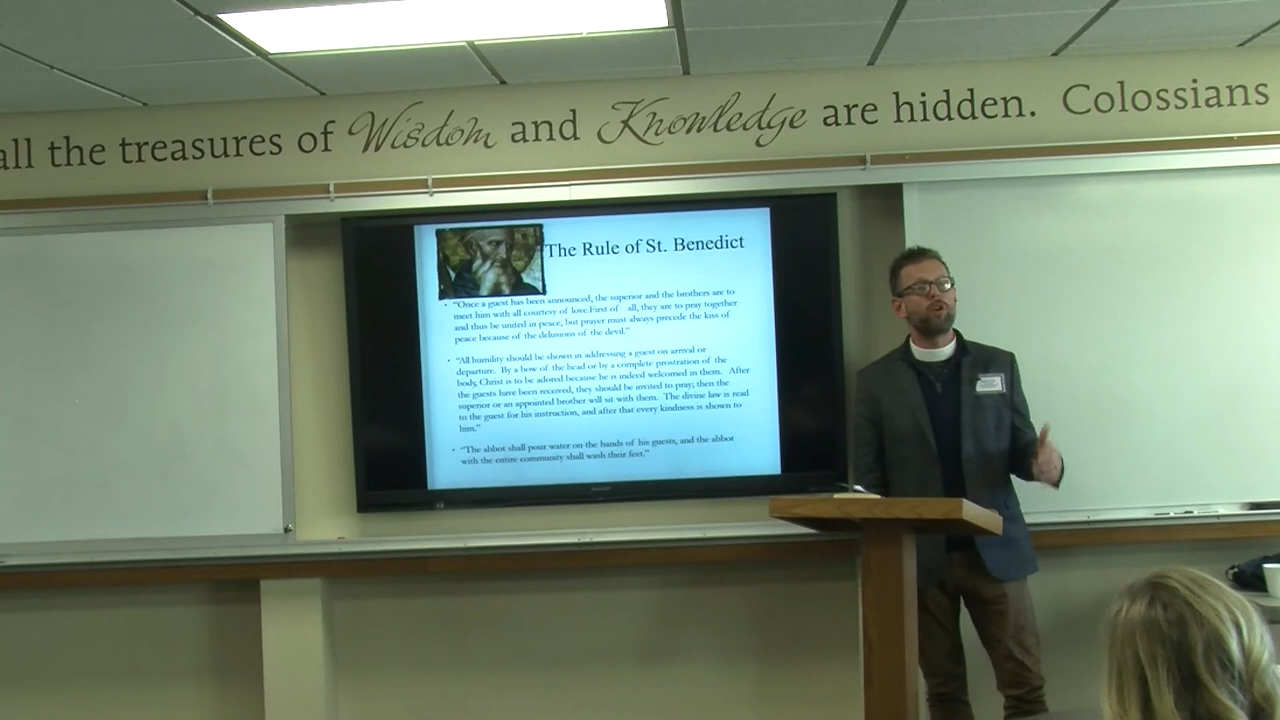 all the treasures of Wisdom and Knowledge are hidden. Colossians
The Rule of St. Benedict
• "Once a guest has been announced, the superior and the brothers are to
meet him with all courtesy of love.First of all, they are to pray together
and thus be united in peace, but prayer must always precede the kiss of
peace because of the delusions of the devil."
• "All humility should be shown in addressing a guest on arrival or
departure. By a bow of the head or by a complete prostration of the
body, Christ is to be adored because he is indeed welcomed in them. After
the guests have been received, they should be invited to pray; then the
superior or an appointed brother will sit with them. The divine law is read
to the guest for his instruction, and after that every kindness is shown to
him."
• "The abbot shall pour water on the hands of his guests, and the abbot
with the entire community shall wash their feet."